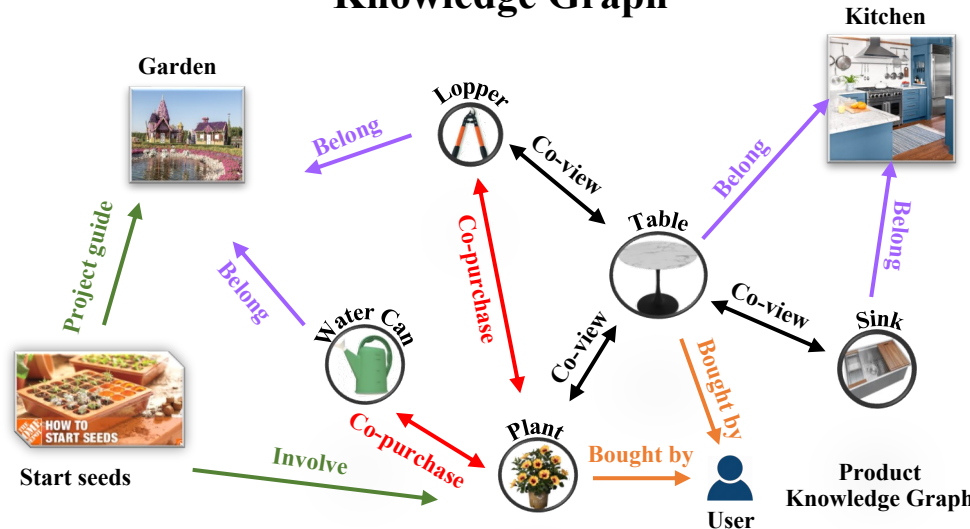 Knowledge Graph
Kitchen
Garden
Lopper
Belong
Co-view
Belong
Table
Project guide
Co-purchase
Belong
Belong
Water Can
Co-view
Co-view
Sink
Bought by
HOW TO
START SEEDS
Co-purchase
Plant
Start seeds
Involve
Bought by
User
Product
Knowledge Graph